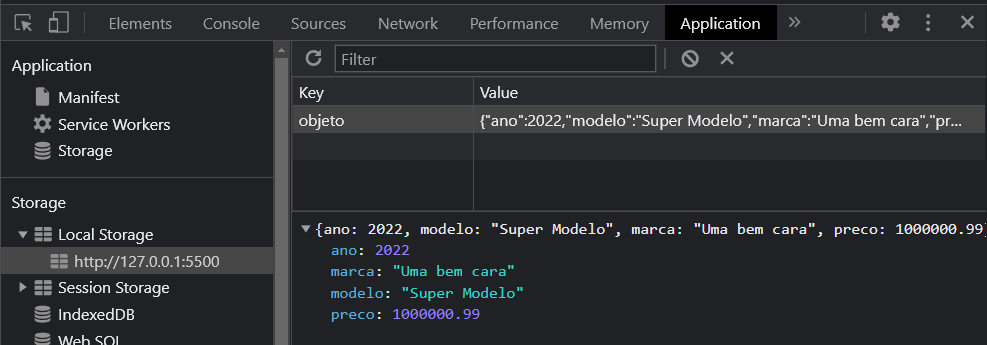 Elements Console Sources Network Performance Memory Application »
Application
Manifest
Service Workers
Storage
Storage
Local Storage
http://127.0.0.1:5500
Session Storage
IndexedDB
Web SQL
Filter
Key Value
objeto {"ano":2022,"modelo":"Super Modelo","marca":"Uma bem cara","pr...
{ano: 2022, modelo: "Super Modelo", marca: "Uma bem cara", preco: 1000000.99}
ano: 2022
marca: "Uma bem cara"
modelo: "Super Modelo"
preco: 1000000.99